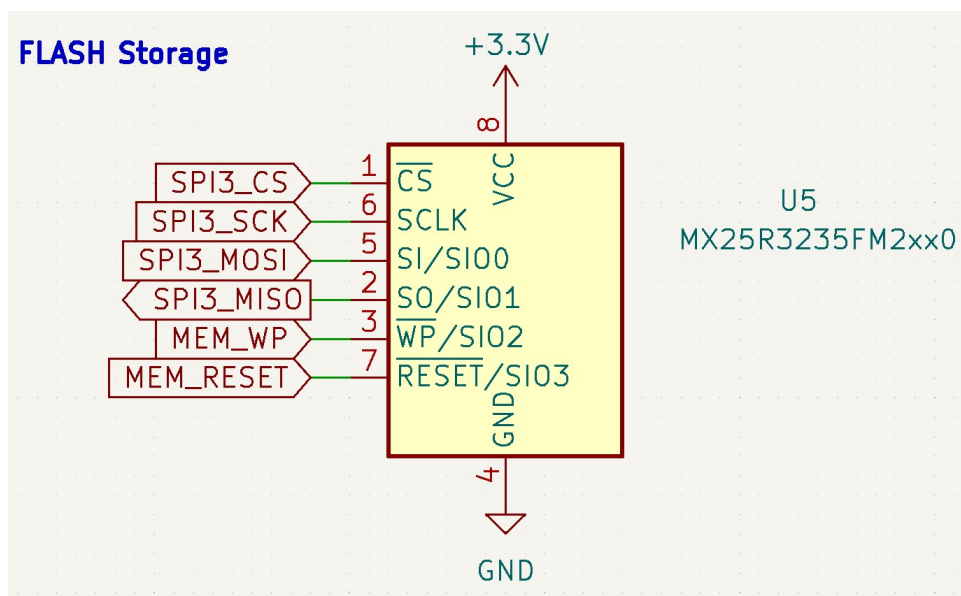 FLASH Storage
+3.3V
8
VCC
SPI3_CS 1 CS
SPI3_SCK 6 SCLK
SPI3_MOSI 5 SI/SIO0
SPI3_MISO 2 SO/SIO1
MEM_WP 3 WP/SIO2
MEM_RESET 7 RESET/SIO3
U5
MX25R3235FM2xx0
GND
4
GND